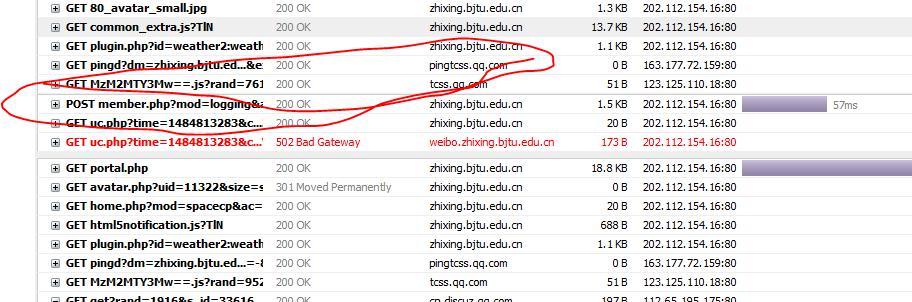 GET 80_avatar_small.jpg 200 OK zhixing.bjtu.edu.cn 1.3 KB 202.112.154.16:80
GET common_extra.js?TlN 200 OK zhixing.bjtu.edu.cn 13.7 KB 202.112.154.16:80
GET plugin.php?id=weather2:weath 200 OK zhixing.bjtu.edu.cn 1.1 KB 202.112.154.16:80
GET pingd?dm=zhixing.bjtu.ed...&e 200 OK pingtcss.qq.com 0 B 163.177.72.159:80
GET MzM2MTY3Mw==.js?rand=761 200 OK tcss.qq.com 51 B 123.125.110.18:80
POST member.php?mod=logging&a 200 OK zhixing.bjtu.edu.cn 1.5 KB 202.112.154.16:80 57ms
GET uc.php?time=1484813283&c... 200 OK zhixing.bjtu.edu.cn 20 B 202.112.154.16:80
GET uc.php?time=1484813283&c... 502 Bad Gateway weibo.zhixing.bjtu.edu.cn 173 B 202.112.154.16:80
GET portal.php 200 OK zhixing.bjtu.edu.cn 18.8 KB 202.112.154.16:80
GET avatar.php?uid=11322&size=s 301 Moved Permanently zhixing.bjtu.edu.cn 0 B 202.112.154.16:80
GET home.php?mod=spacecp&ac= 200 OK zhixing.bjtu.edu.cn 20 B 202.112.154.16:80
GET html5notification.js?TlN 200 OK zhixing.bjtu.edu.cn 688 B 202.112.154.16:80
GET plugin.php?id=weather2:weath 200 OK zhixing.bjtu.edu.cn 1.1 KB 202.112.154.16:80
GET pingd?dm=zhixing.bjtu.ed...=-8 200 OK pingtcss.qq.com 0 B 163.177.72.159:80
GET MzM2MTY3Mw==.js?rand=952 200 OK tcss.qq.com 51 B 123.125.110.18:80
GET get?rand=1916&s_id=33616 200 OK cp.discuz.qq.com 197 B 112.65.195.175:80